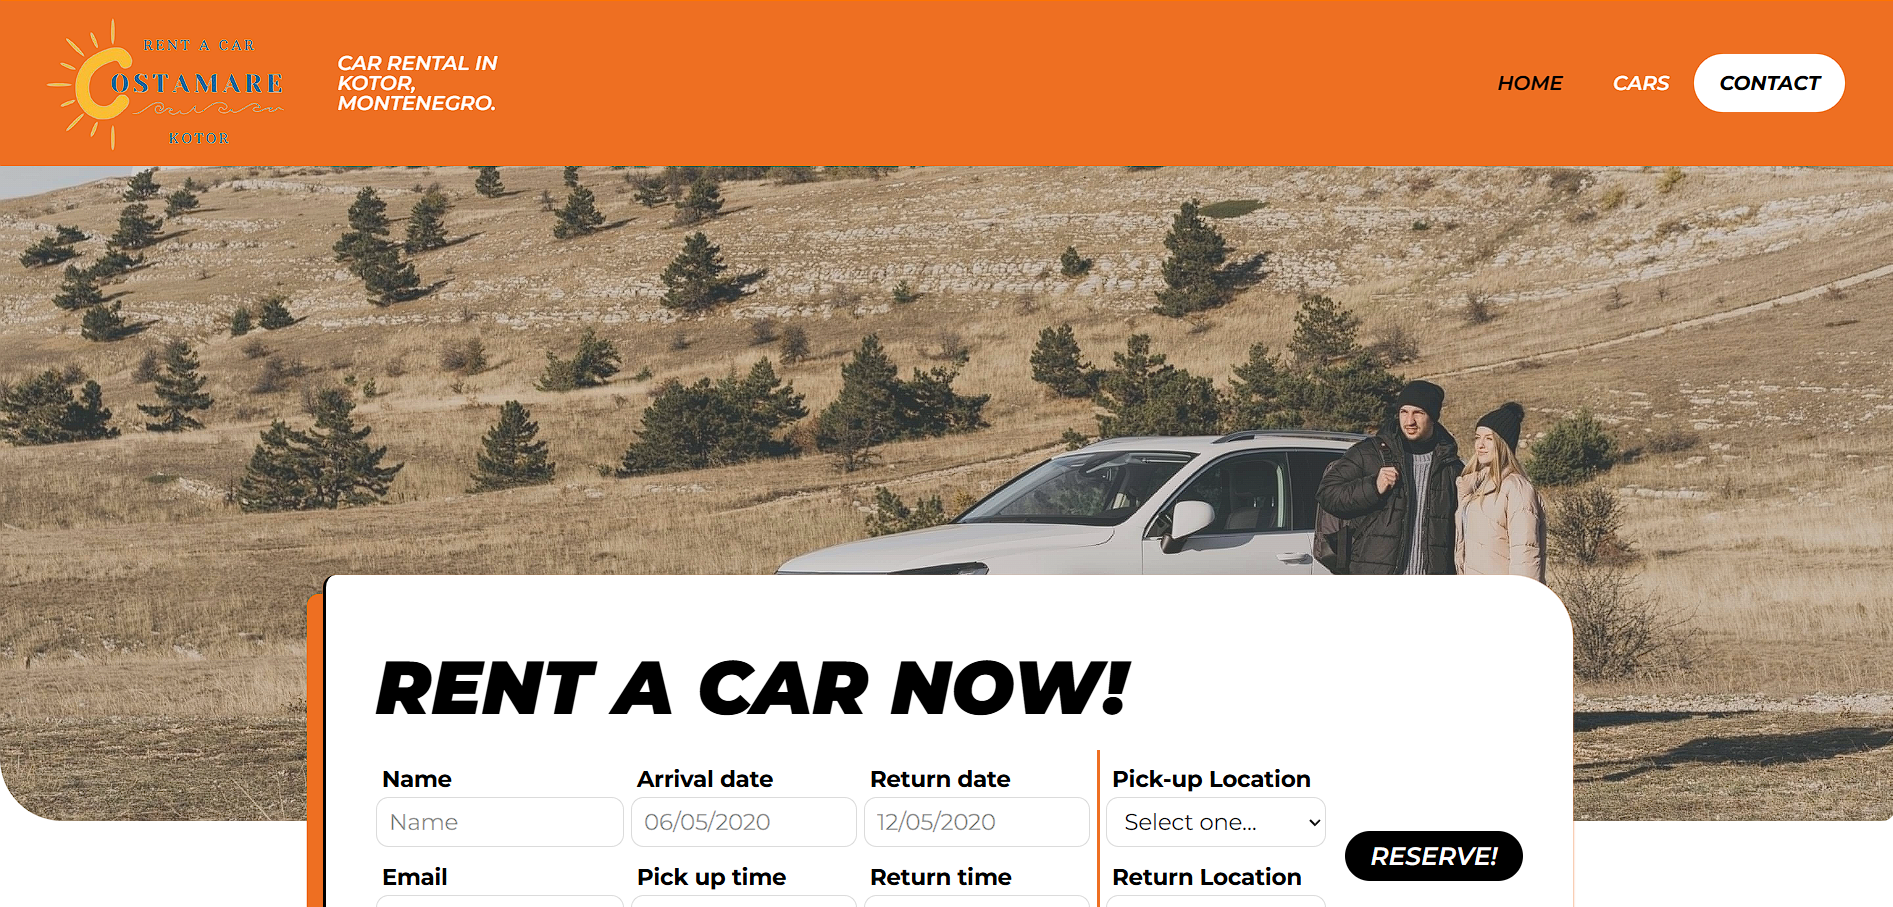 RENT A CAR
COSTAMARE
KOTOR
CAR RENTAL IN
KOTOR,
MONTENEGRO.
HOME
CARS
CONTACT
RENT A CAR NOW!
Name
Arrival date
Return date
Pick-up Location
Name
06/05/2020
12/05/2020
Select one...
RESERVE!
Email
Pick up time
Return time
Return Location